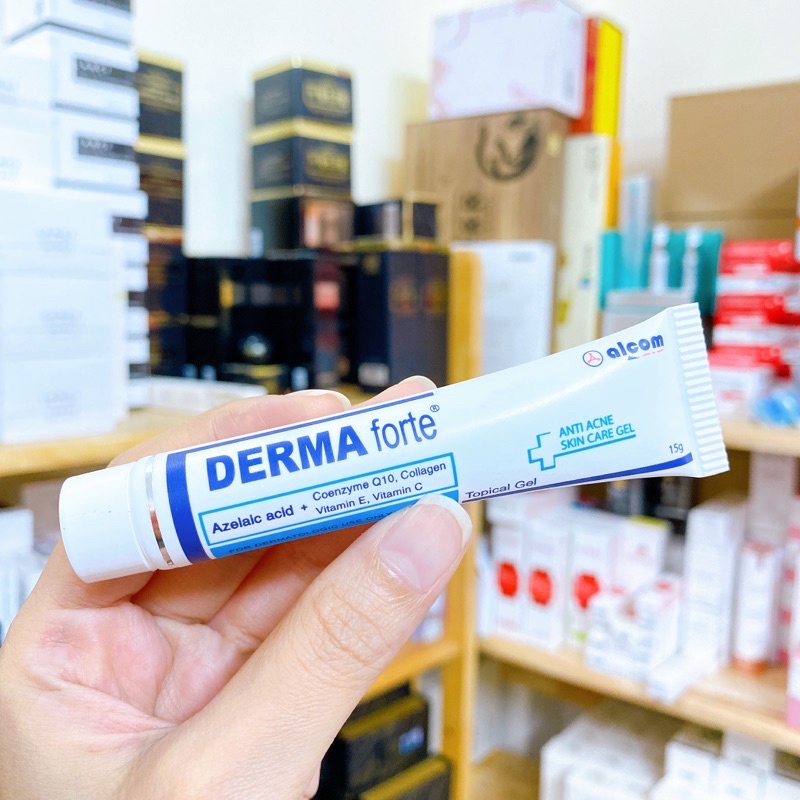 alcom
DERMA forte®
ANTI ACNE
SKIN CARE GEL
Azelaic acid + Coenzyme Q10, Collagen
Vitamin E, Vitamin C
Topical Gel
15g
FOR DERMATOLOGIC USE ONLY